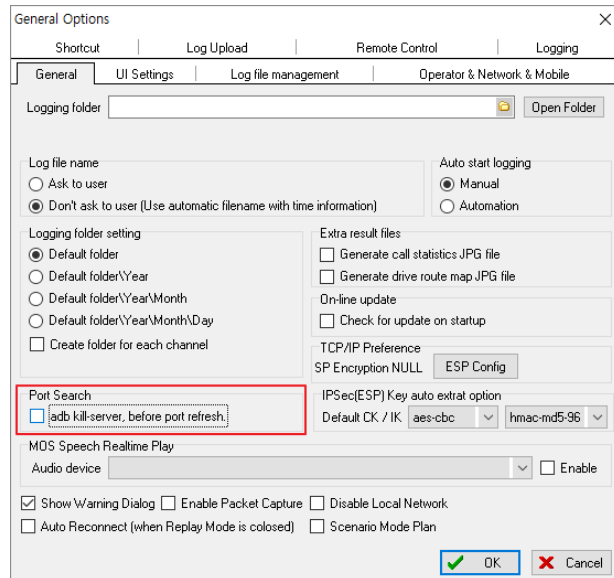 General Options
Shortcut Log Upload Remote Control Logging
General UI Settings Log file management Operator & Network & Mobile
Logging folder Open Folder
Log file name
Ask to user
Don't ask to user (Use automatic filename with time information)
Auto start logging
Manual
Automation
Logging folder setting
Default folder
Default folder\Year
Default folder\Year\Month
Default folder\Year\Month\Day
Create folder for each channel
Extra result files
Generate call statistics JPG file
Generate drive route map JPG file
On-line update
Check for update on startup
TCP/IP Preference
SP Encryption NULL ESP Config
Port Search
adb kill-server, before port refresh.
IPSec(ESP) Key auto extrat option
Default CK / IK aes-cbc hmac-md5-96
MOS Speech Realtime Play
Audio device Enable
Show Warning Dialog Enable Packet Capture Disable Local Network
Auto Reconnect (when Replay Mode is colosed) Scenario Mode Plan
OK Cancel